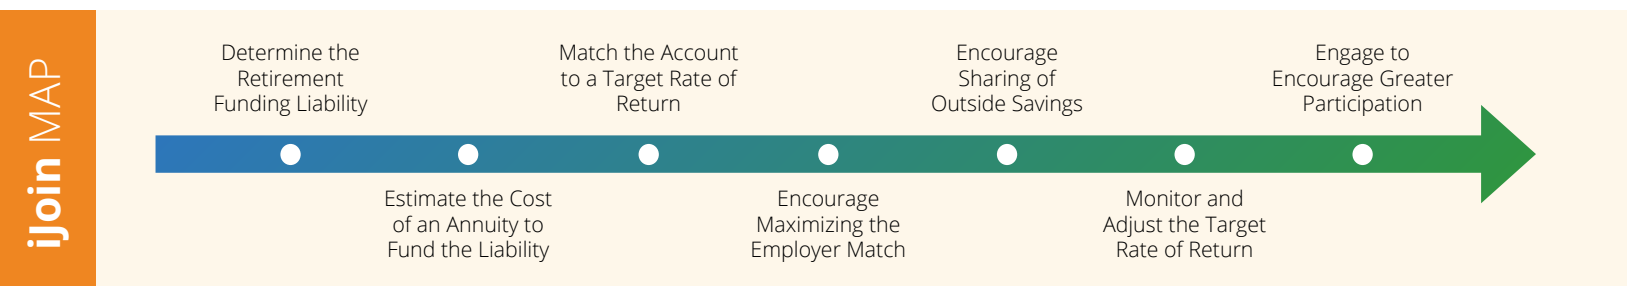 iJoin MAP
Determine the
Retirement
Funding Liability
Estimate the Cost
of an Annuity to
Fund the Liability
Match the Account
to a Target Rate of
Return
Encourage
Maximizing the
Employer Match
Encourage
Sharing of
Outside Savings
Monitor and
Adjust the Target
Rate of Return
Engage to
Encourage Greater
Participation